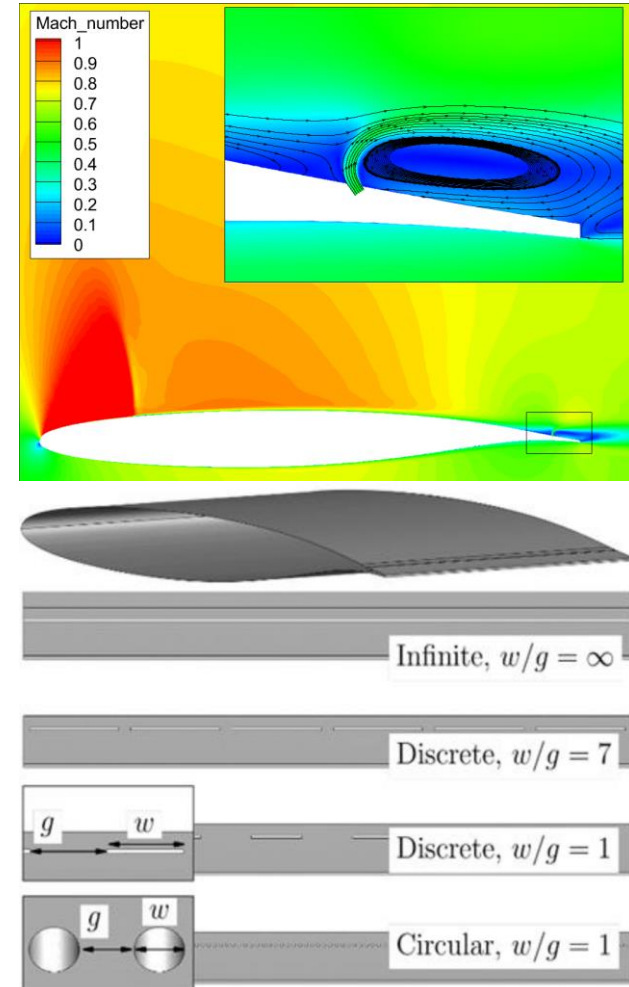 Mach_number
1
0.9
0.8
0.7
0.6
0.5
0.4
0.3
0.2
0.1
0
Infinite, w/g = ∞
Discrete, w/g = 7
g w
Discrete, w/g = 1
g w
Circular, w/g = 1